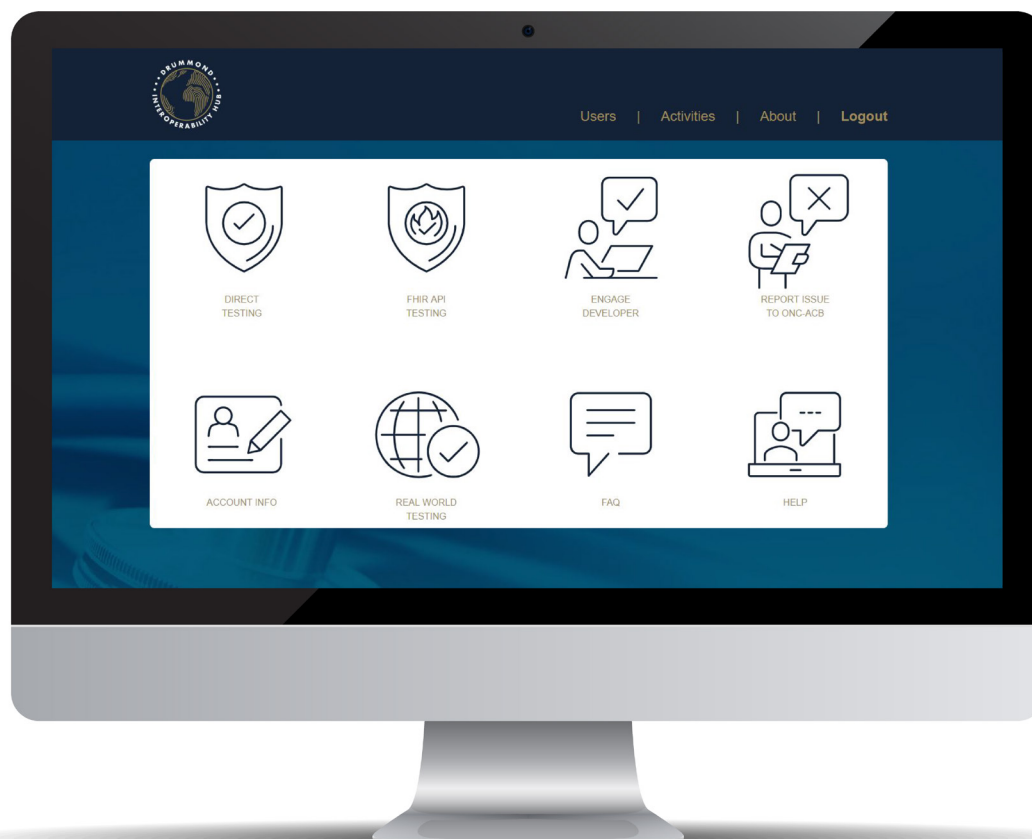 DRUMMOND
INTEROPERABILITY HUB
Users | Activities | About | Logout
DIRECT
TESTING
FHIR API
TESTING
ENGAGE
DEVELOPER
REPORT ISSUE
TO ONC-ACB
ACCOUNT INFO
REAL WORLD
TESTING
FAQ
HELP